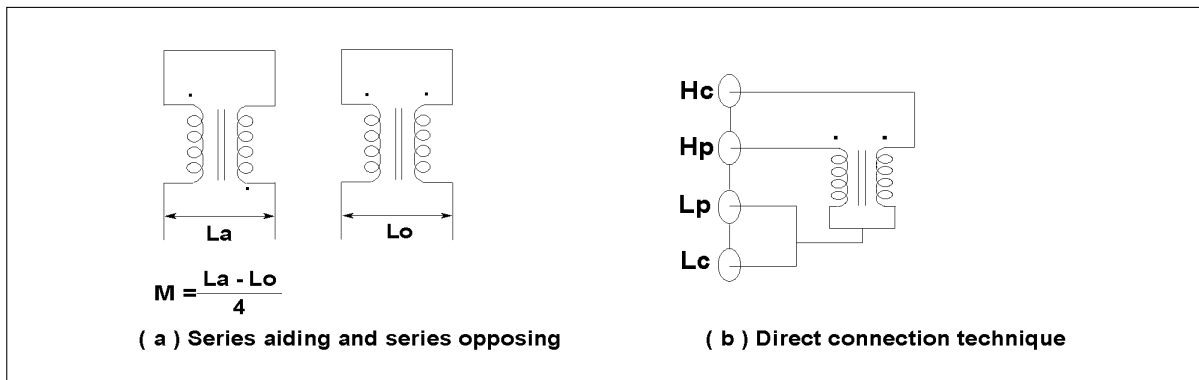 La
Lo
M = La - Lo
4
( a ) Series aiding and series opposing
Hc
Hp
Lp
Lc
( b ) Direct connection technique